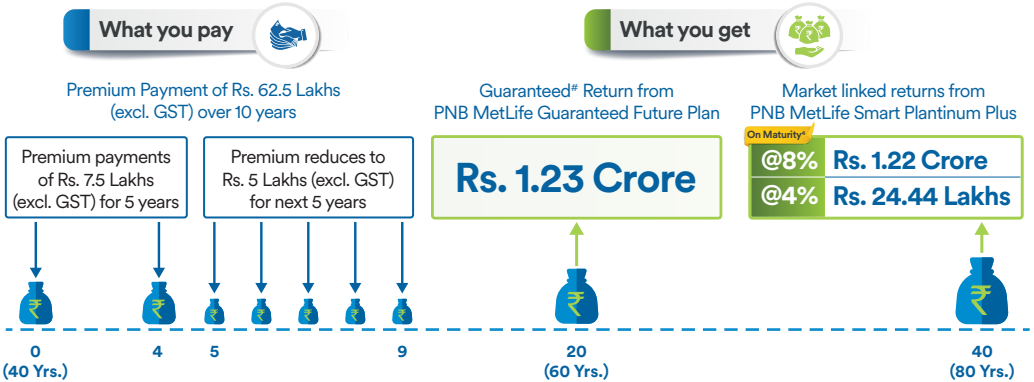 What you pay
What you get
Premium Payment of Rs. 62.5 Lakhs
(excl. GST) over 10 years
Premium payments
of Rs. 7.5 Lakhs
(excl. GST) for 5 years
Premium reduces to
Rs. 5 Lakhs (excl. GST)
for next 5 years
Guaranteed# Return from
PNB MetLife Guaranteed Future Plan
Rs. 1.23 Crore
Market linked returns from
PNB MetLife Smart Plantinum Plus
On Maturity⁴
@8% Rs. 1.22 Crore
@4% Rs. 24.44 Lakhs
₹ ₹ ₹ ₹ ₹ ₹ ₹ ₹ ₹
0 4 5 9 20 40
(40 Yrs.) (60 Yrs.) (80 Yrs.)